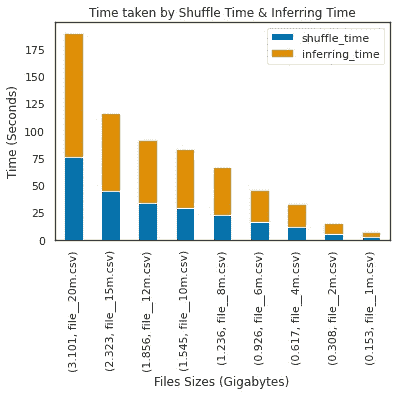 Time taken by Shuffle Time & Inferring Time
shuffle_time
inferring_time
Time (Seconds)
175
150
125
100
75
50
25
0
(3.101, file__20m.csv)
(2.323, file__15m.csv)
(1.856, file__12m.csv)
(1.545, file__10m.csv)
(1.236, file__8m.csv)
(0.926, file__6m.csv)
(0.617, file__4m.csv)
(0.308, file__2m.csv)
(0.153, file__1m.csv)
Files Sizes (Gigabytes)